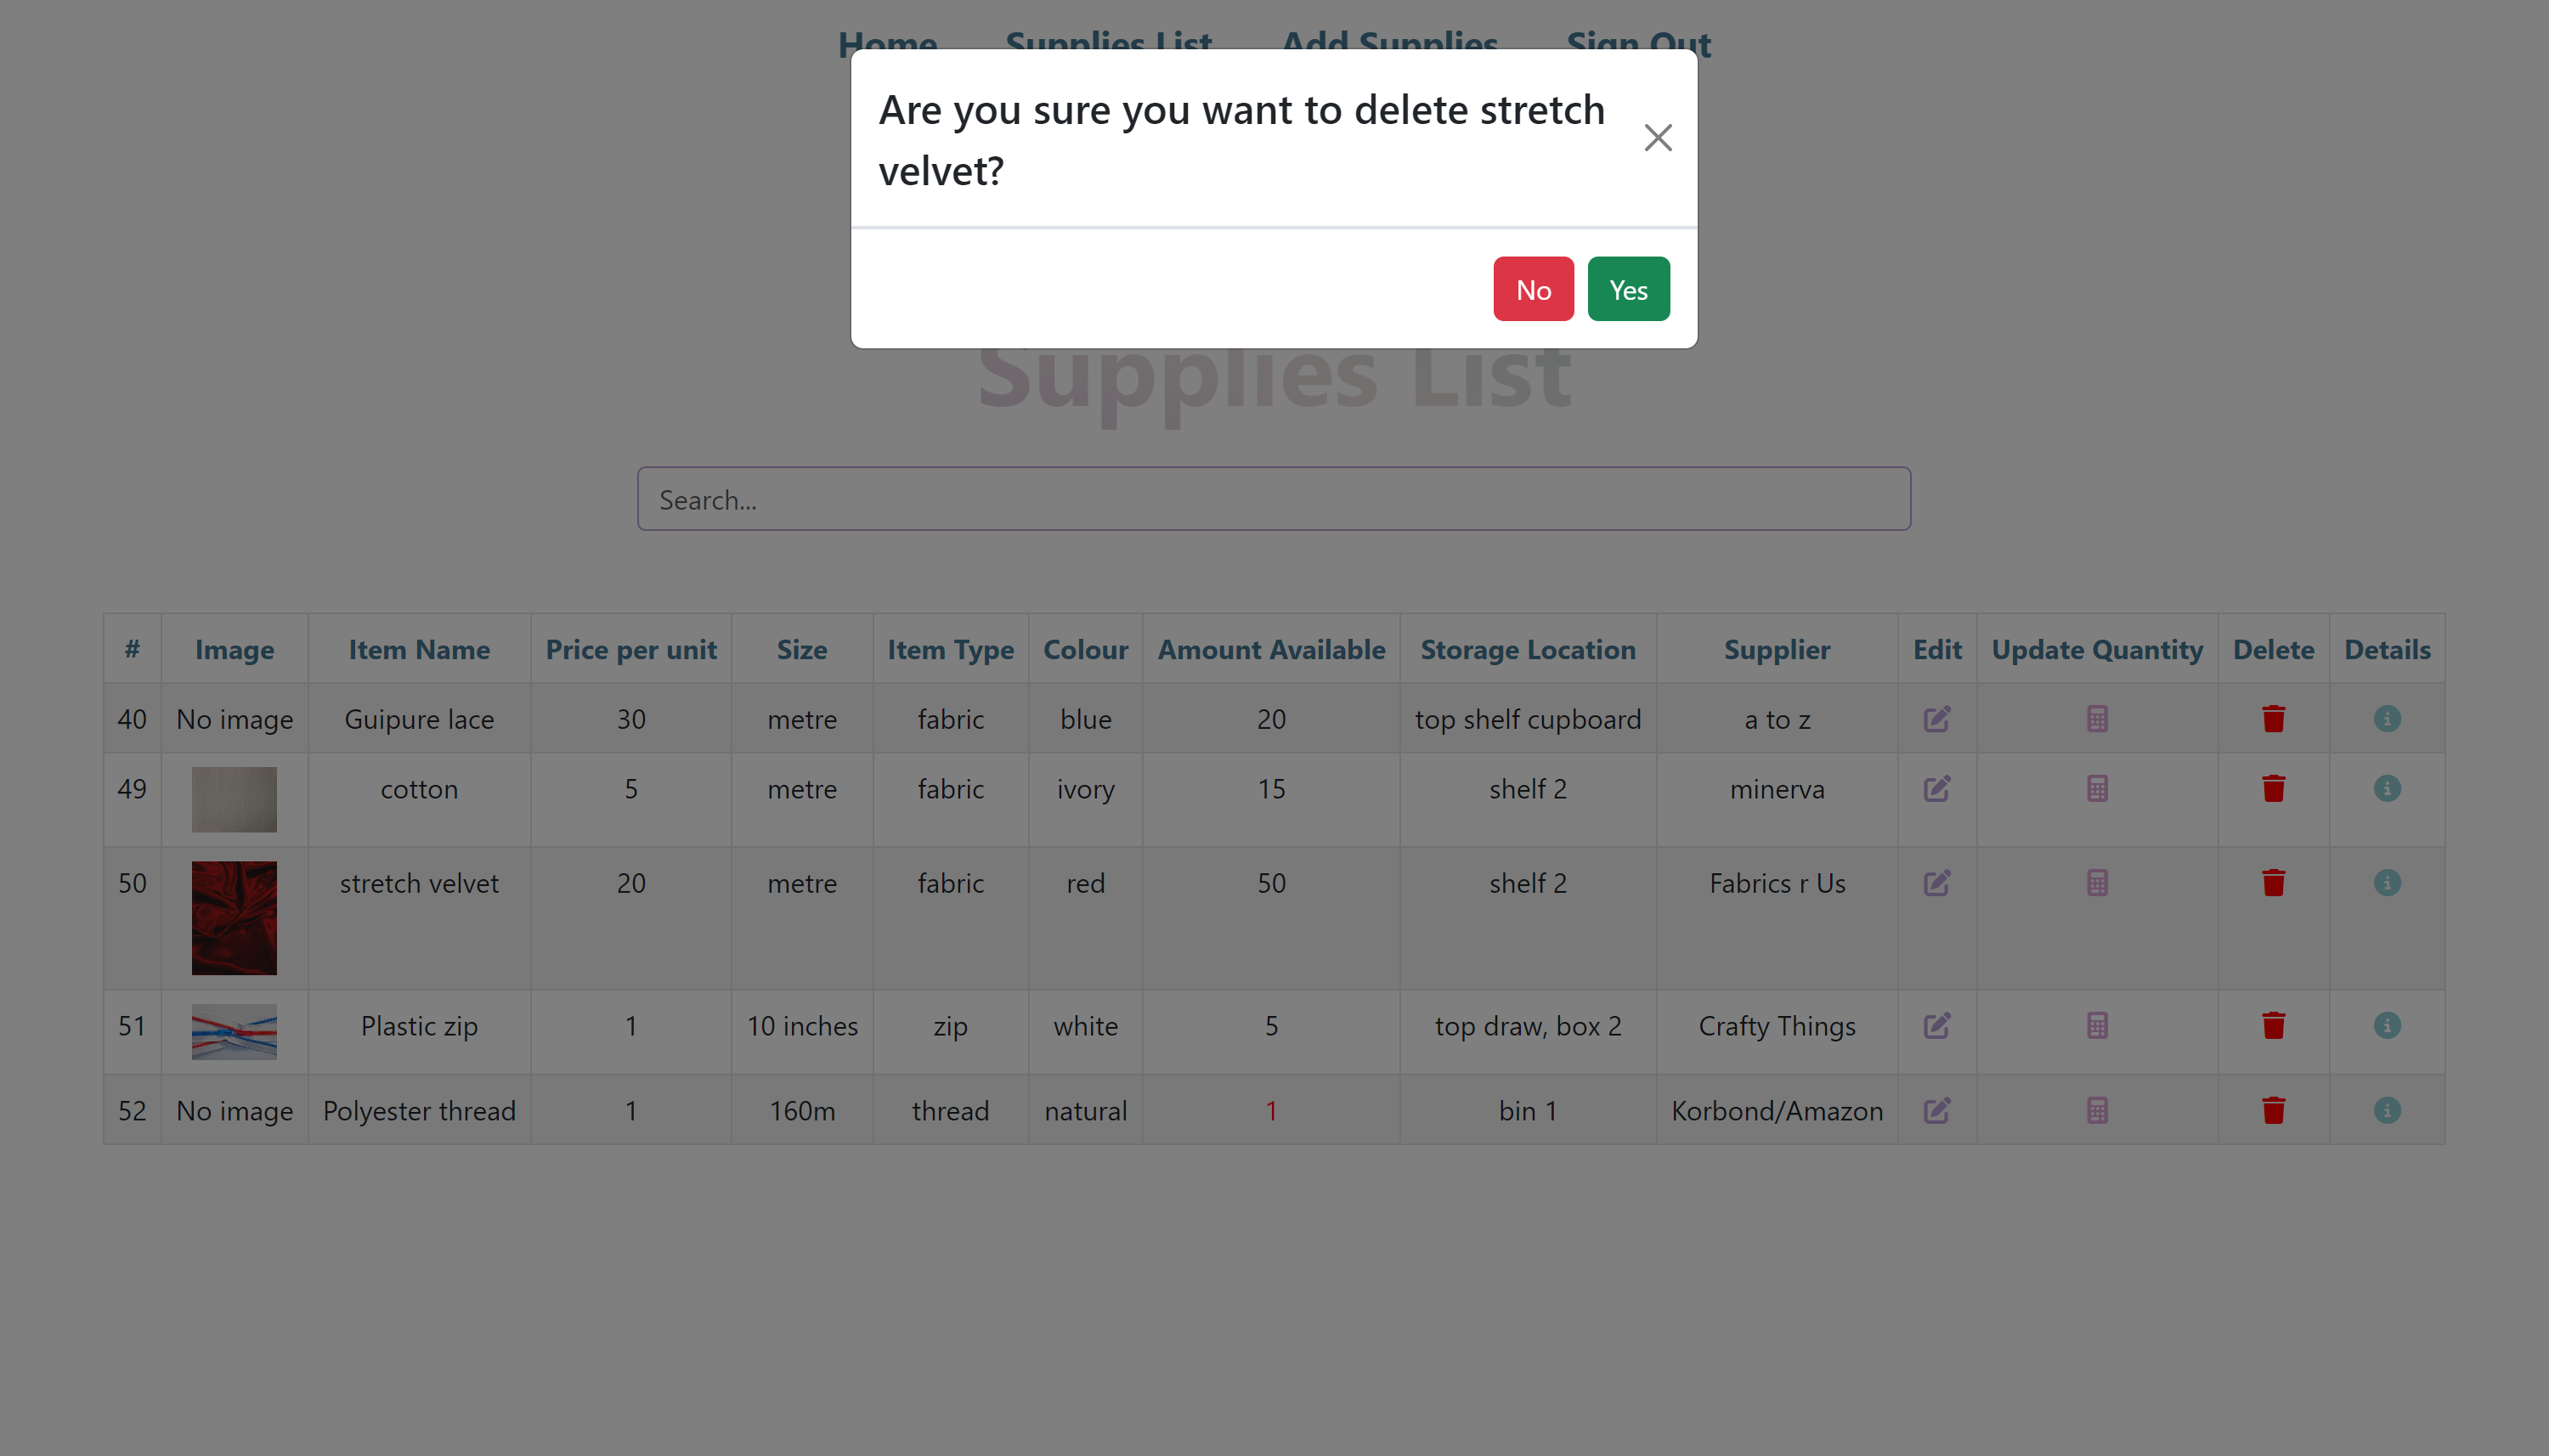 Home Supplies List Add Supplies Sign Out
Are you sure you want to delete stretch
velvet?
No Yes
Supplies List
Search...
# Image Item Name Price per unit Size Item Type Colour Amount Available Storage Location Supplier Edit Update Quantity Delete Details
40 No image Guipure lace 30 metre fabric blue 20 top shelf cupboard a to z
49 cotton 5 metre fabric ivory 15 shelf 2 minerva
50 stretch velvet 20 metre fabric red 50 shelf 2 Fabrics r Us
51 Plastic zip 1 10 inches zip white 5 top draw, box 2 Crafty Things
52 No image Polyester thread 1 160m thread natural 1 bin 1 Korbond/Amazon